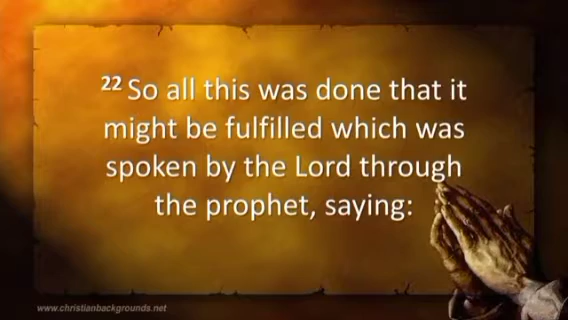 22 So all this was done that it
might be fulfilled which was
spoken by the Lord through
the prophet, saying:
www.christianbackgrounds.net